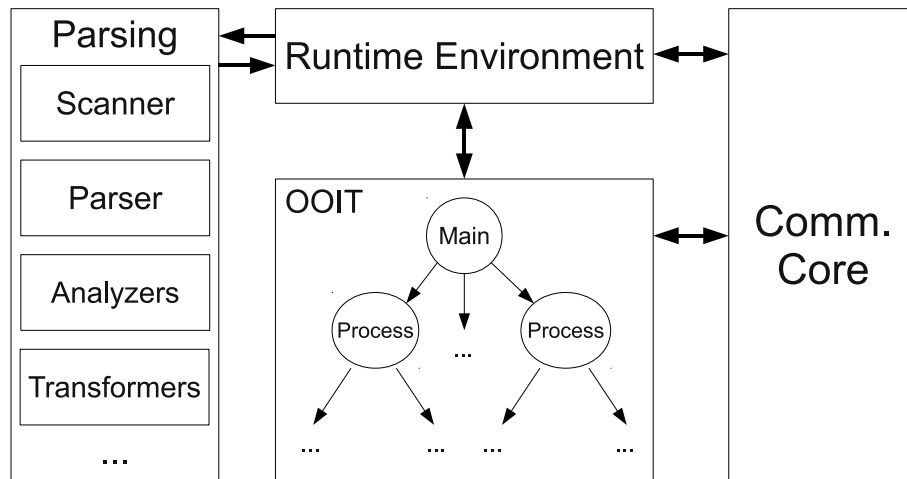 Parsing
Scanner
Parser
Analyzers
Transformers
...
Runtime Environment
OOIT
Main
Process
...
Process
...
...
...
...
Comm.
Core